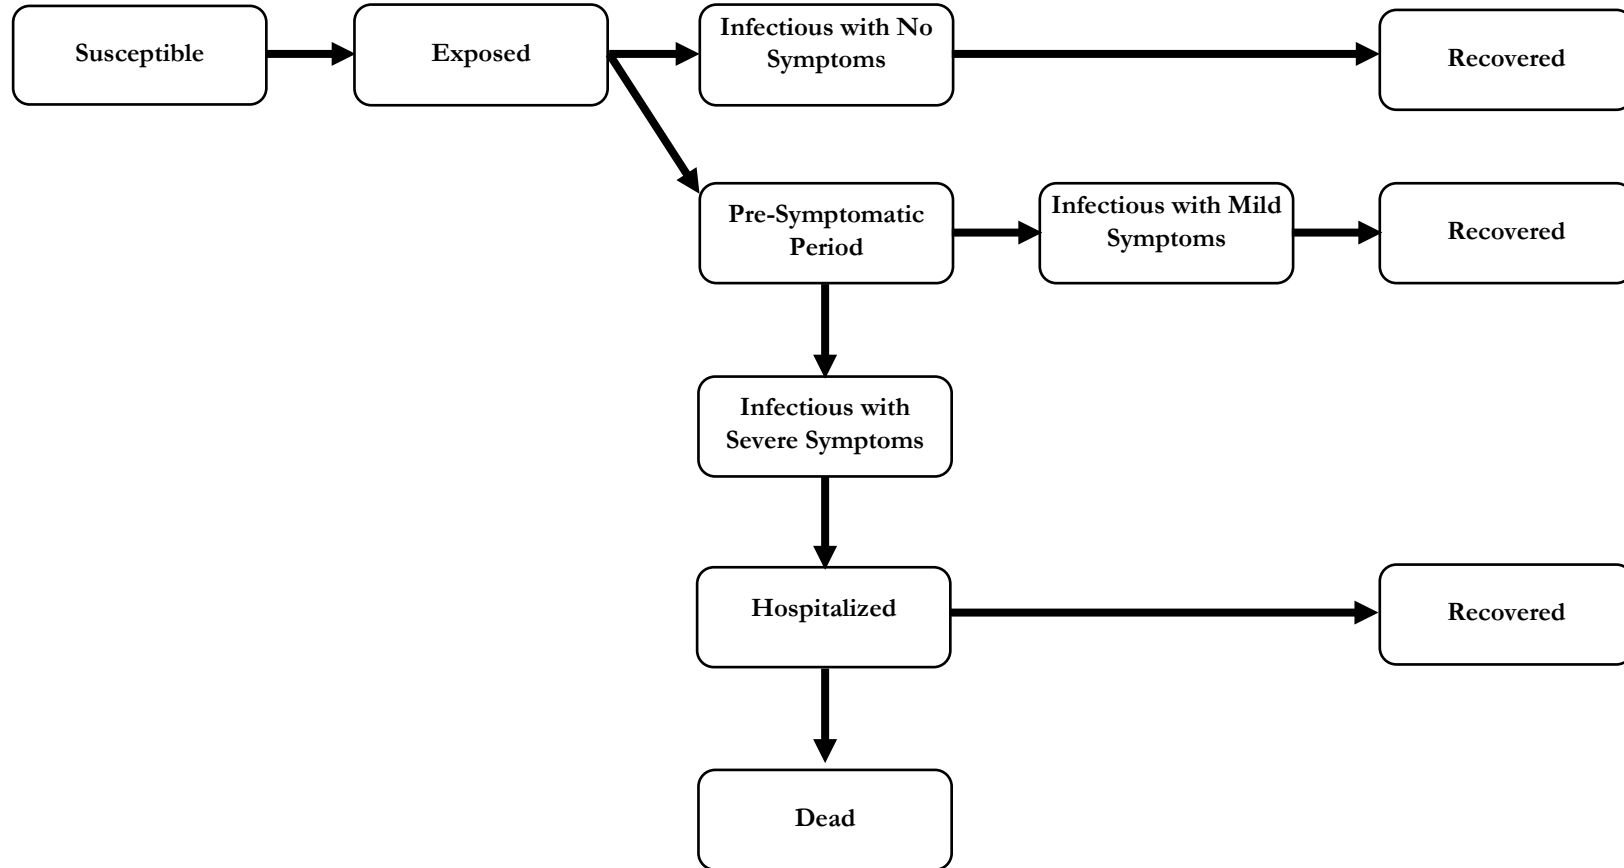 Susceptible
Exposed
Infectious with No
Symptoms
Recovered
Pre-Symptomatic
Period
Infectious with Mild
Symptoms
Recovered
Infectious with
Severe Symptoms
Hospitalized
Recovered
Dead